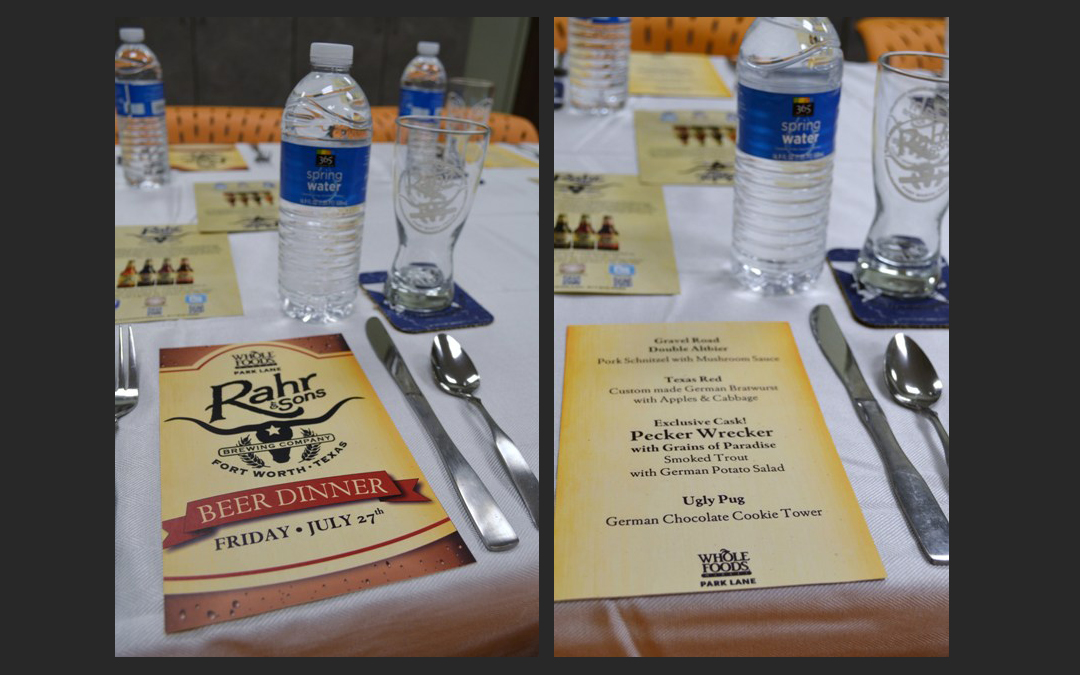 365
spring
water
WHOLE
FOODS
PARK LANE
Rahr
& Sons
BREWING COMPANY
FORT WORTH • TEXAS
BEER DINNER
FRIDAY • JULY 27th
365
spring
water
Gravel Road
Double Altbier
Pork Schnitzel with Mushroom Sauce
Texas Red
Custom made German Bratwurst
with Apples & Cabbage
Exclusive Cask!
Pecker Wrecker
with Grains of Paradise
Smoked Trout
with German Potato Salad
Ugly Pug
German Chocolate Cookie Tower
WHOLE
FOODS
MARKET
PARK LANE